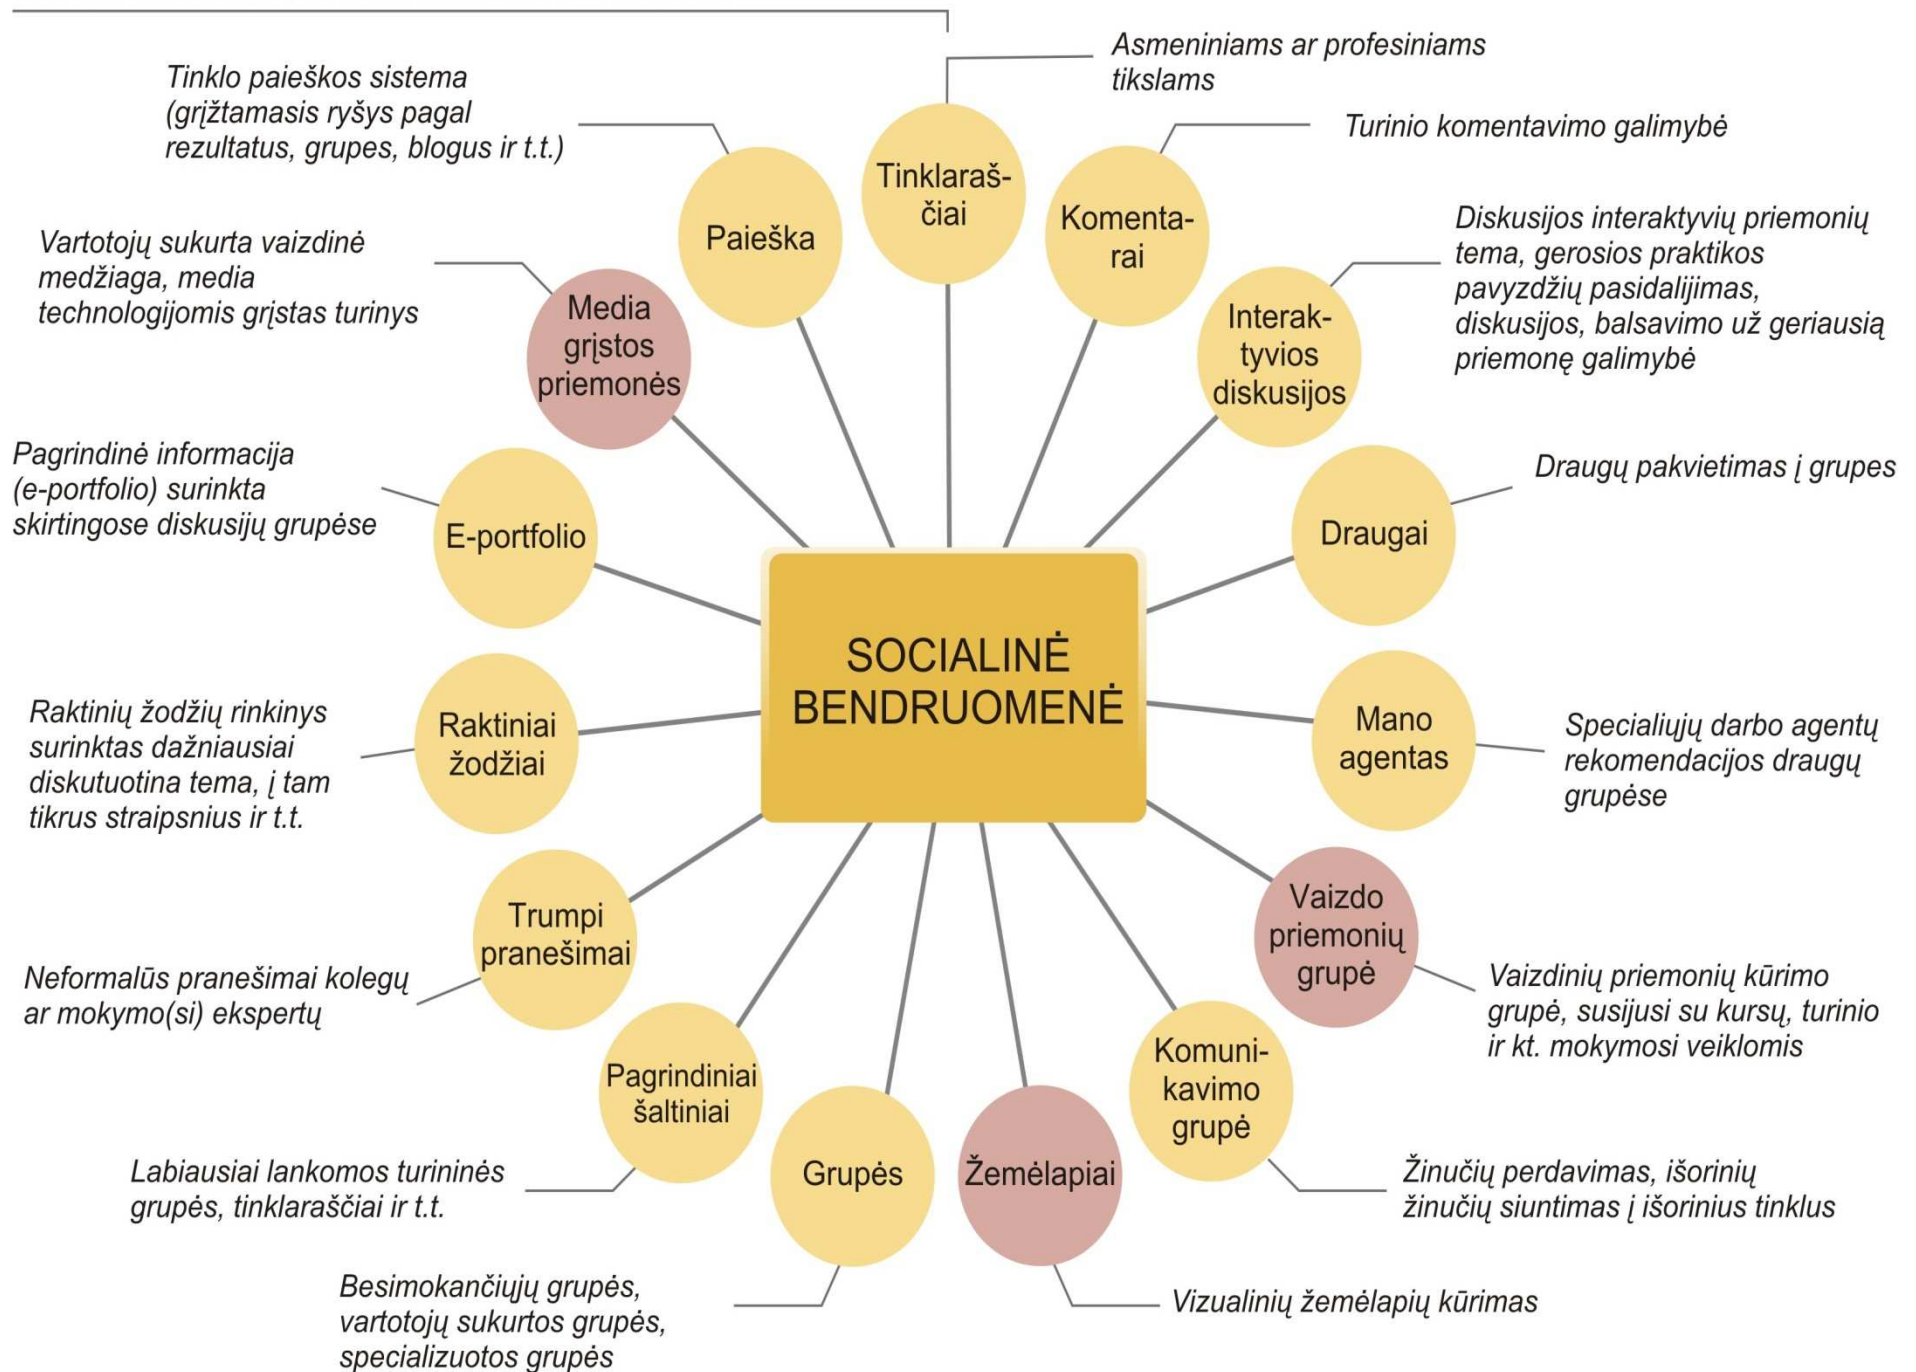 Asmeniniams ar profesiniams
tikslams
Tinklo paieškos sistema
(grįžtamasis ryšys pagal
rezultatus, grupes, blogus ir t.t.)
Turinio komentavimo galimybė
Tinklaraš-
čiai
Paieška
Komenta-
rai
Diskusijos interaktyvių priemonių
tema, gerosios praktikos
pavyzdžių pasidalijimas,
diskusijos, balsavimo už geriausią
priemonę galimybė
Vartotojų sukurta vaizdinė
medžiaga, media
technologijomis grįstas turinys
Media
grįstos
priemonės
Interak-
tyvios
diskusijos
Pagrindinė informacija
(e-portfolio) surinkta
skirtingose diskusijų grupėse
E-portfolio
Draugai
Draugų pakvietimas į grupes
SOCIALINĖ
BENDRUOMENĖ
Raktinių žodžių rinkinys
surinktas dažniausiai
diskutuotina tema, į tam
tikrus straipsnius ir t.t.
Raktiniai
žodžiai
Mano
agentas
Specialiųjų darbo agentų
rekomendacijos draugų
grupėse
Trumpi
pranešimai
Vaizdo
priemonių
grupė
Neformalūs pranešimai kolegų
ar mokymo(si) ekspertų
Vaizdinių priemonių kūrimo
grupė, susijusi su kursų, turinio
ir kt. mokymosi veiklomis
Pagrindiniai
šaltiniai
Komuni-
kavimo
grupė
Grupės
Žemėlapiai
Labiausiai lankomos turininės
grupės, tinklaraščiai ir t.t.
Žinučių perdavimas, išorinių
žinučių siuntimas į išorinius tinklus
Besimokančiųjų grupės,
vartotojų sukurtos grupės,
specializuotos grupės
Vizualinių žemėlapių kūrimas